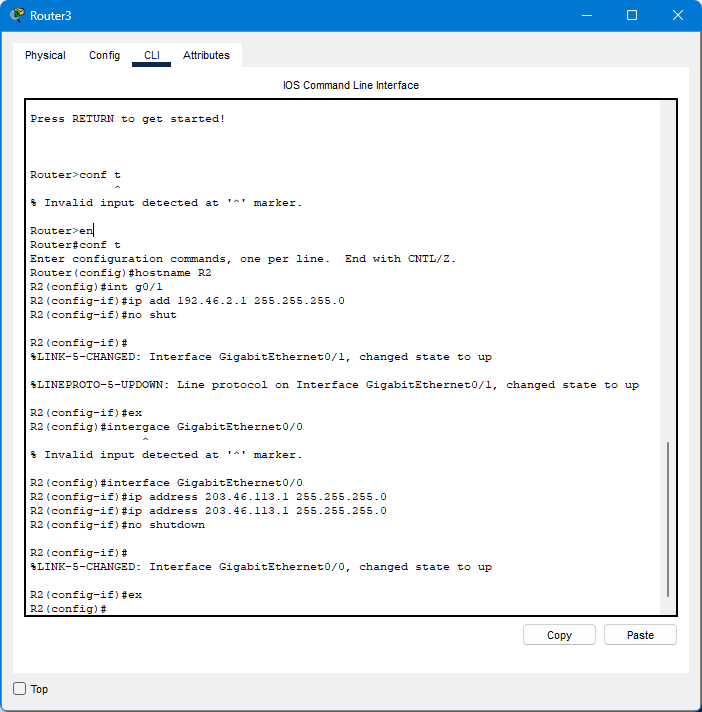 Router3
Physical Config CLI Attributes
IOS Command Line Interface
Press RETURN to get started!
Router>conf t
^
% Invalid input detected at '^' marker.
Router>en
Router#conf t
Enter configuration commands, one per line.  End with CNTL/Z.
Router(config)#hostname R2
R2(config)#int g0/1
R2(config-if)#ip add 192.46.2.1 255.255.255.0
R2(config-if)#no shut
R2(config-if)#
%LINK-5-CHANGED: Interface GigabitEthernet0/1, changed state to up
%LINEPROTO-5-UPDOWN: Line protocol on Interface GigabitEthernet0/1, changed state to up
R2(config-if)#ex
R2(config)#intergace GigabitEthernet0/0
^
% Invalid input detected at '^' marker.
R2(config)#interface GigabitEthernet0/0
R2(config-if)#ip address 203.46.113.1 255.255.255.0
R2(config-if)#ip address 203.46.113.1 255.255.255.0
R2(config-if)#no shutdown
R2(config-if)#
%LINK-5-CHANGED: Interface GigabitEthernet0/0, changed state to up
R2(config-if)#ex
R2(config)#
Copy Paste
Top